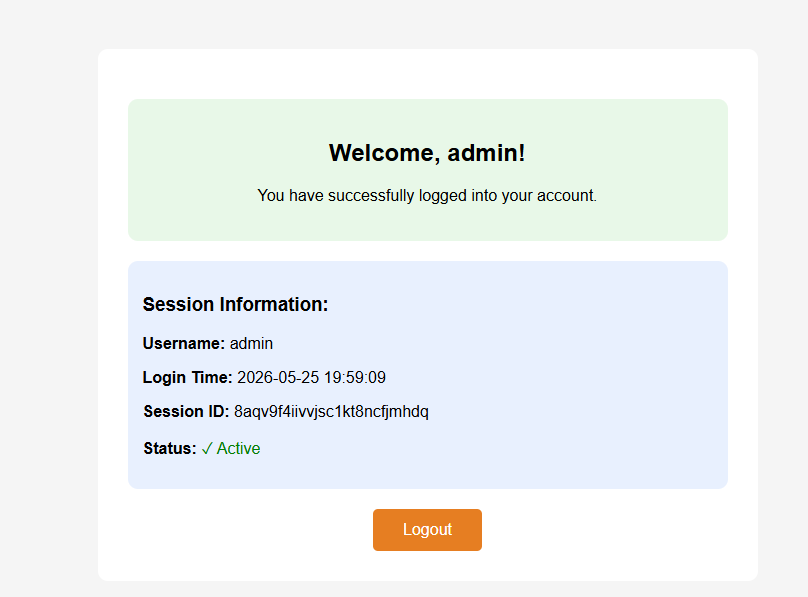 Welcome, admin!
You have successfully logged into your account.
Session Information:
Username: admin
Login Time: 2026-05-25 19:59:09
Session ID: 8aqv9f4iivvjsc1kt8ncfjmhdq
Status: ✓ Active
Logout